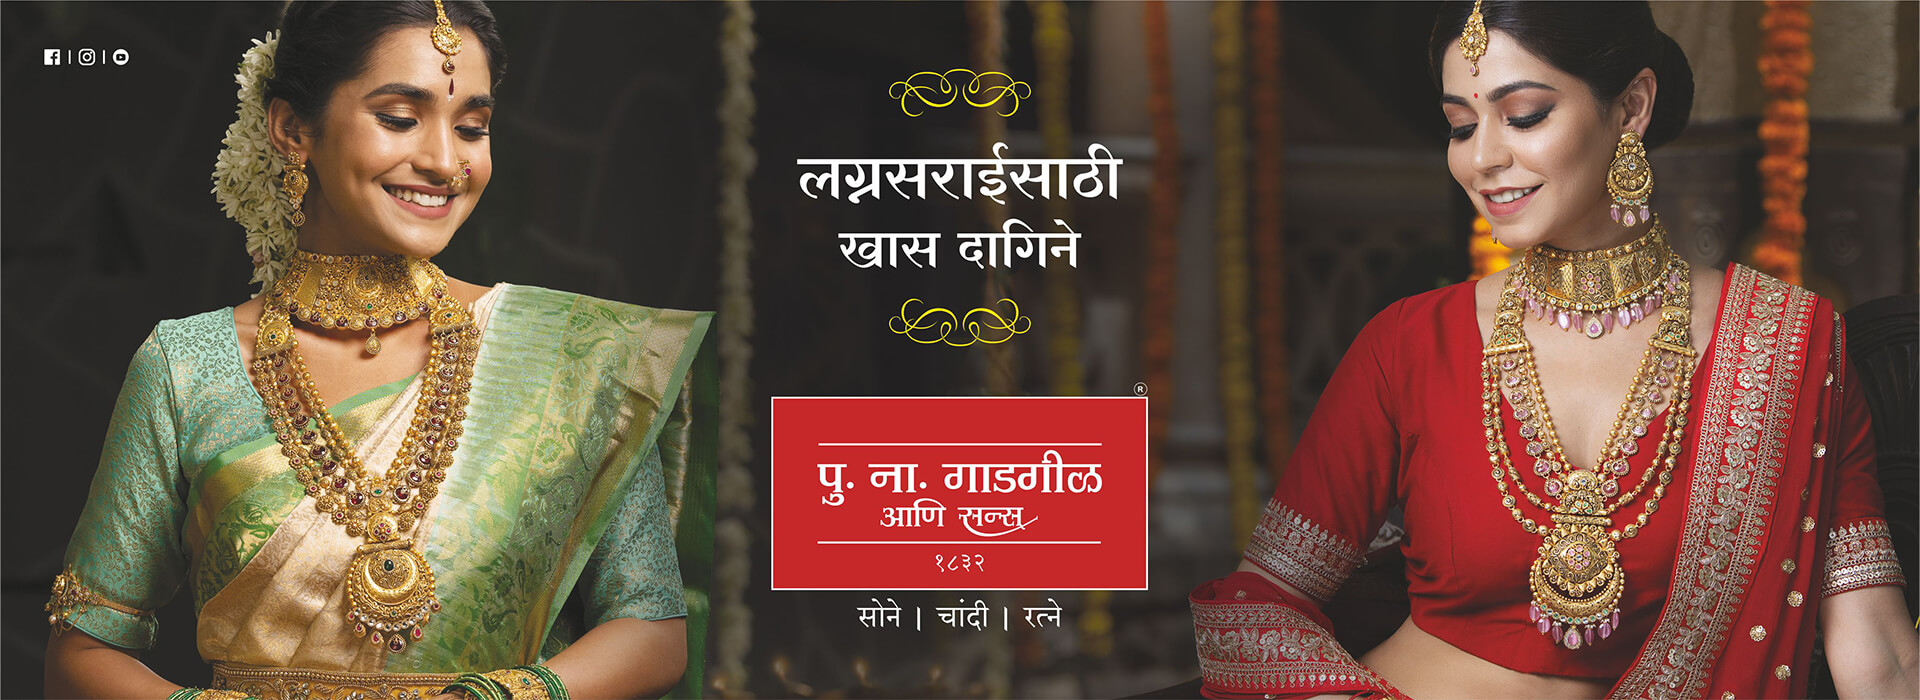 लग्नसराईसाठी
खास दागिने
®
पु. ना. गाडगीळ
आणि सन्स
१८३२
सोने | चांदी | रत्ने